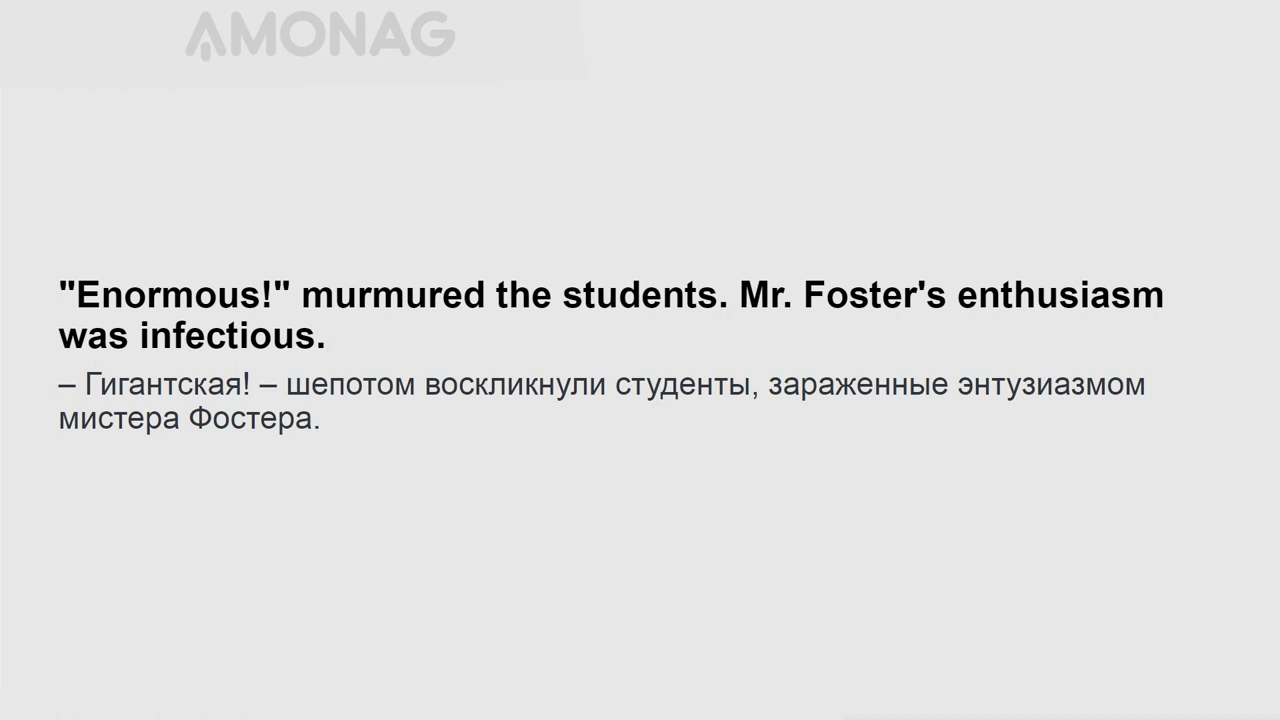 AMONAG
"Enormous!" murmured the students. Mr. Foster's enthusiasm
was infectious.
– Гигантская! – шепотом воскликнули студенты, зараженные энтузиазмом
мистера Фостера.